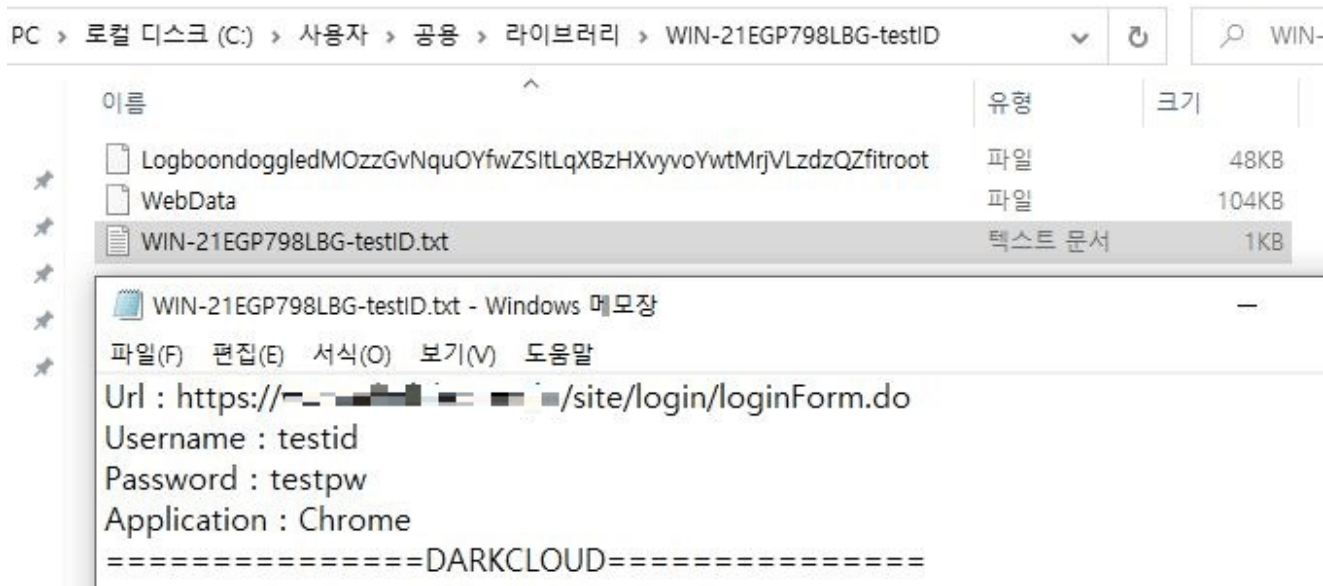 PC > 로컬 디스크 (C:) > 사용자 > 공용 > 라이브러리 > WIN-21EGP798LBG-testID WIN-
이름 유형 크기
LogboondoggledMOzzGvNquOYfwZSItLqXBzHXvyvoYwtMrjVLzdzQZfitroot 파일 48KB
WebData 파일 104KB
WIN-21EGP798LBG-testID.txt 텍스트 문서 1KB
WIN-21EGP798LBG-testID.txt - Windows 메모장
파일(F) 편집(E) 서식(O) 보기(V) 도움말
Url : https:// /site/login/loginForm.do
Username : testid
Password : testpw
Application : Chrome
===============DARKCLOUD===============